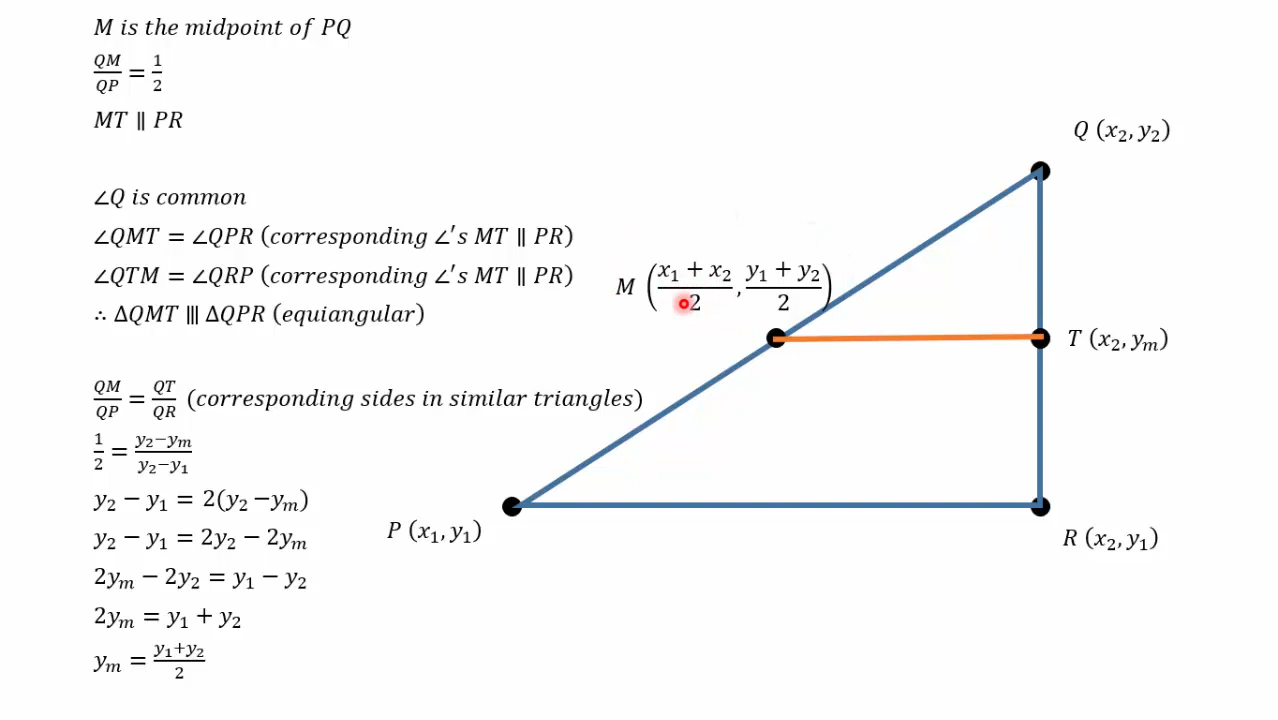 M is the midpoint of PQ
QM/QP = 1/2
MT ∥ PR
∠Q is common
∠QMT = ∠QPR (corresponding ∠′s MT ∥ PR)
∠QTM = ∠QRP (corresponding ∠′s MT ∥ PR)
∴ ΔQMT ⫴ ΔQPR (equiangular)
QM/QP = QT/QR (corresponding sides in similar triangles)
1/2 = (y₂−yₘ)/(y₂−y₁)
y₂ − y₁ = 2(y₂ −yₘ)
y₂ − y₁ = 2y₂ − 2yₘ
2yₘ − 2y₂ = y₁ − y₂
2yₘ = y₁ + y₂
yₘ = (y₁+y₂)/2
Q (x₂, y₂)
M ((x₁ + x₂)/2, (y₁ + y₂)/2)
T (x₂, yₘ)
P (x₁, y₁)
R (x₂, y₁)